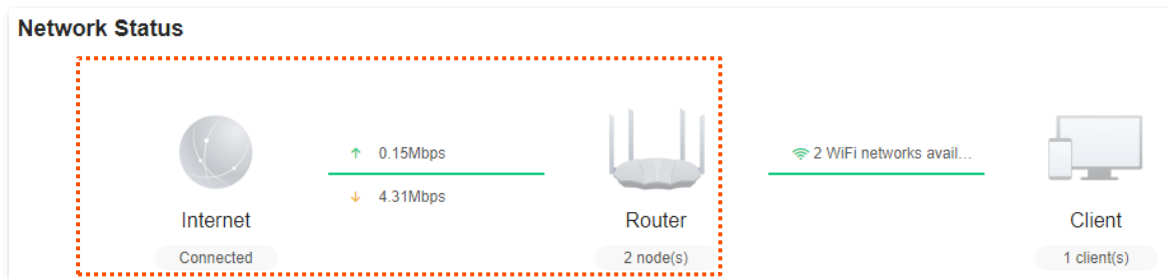 Network Status
↑ 0.15Mbps
2 WiFi networks avail...
↓ 4.31Mbps
Internet
Router
Client
Connected
2 node(s)
1 client(s)